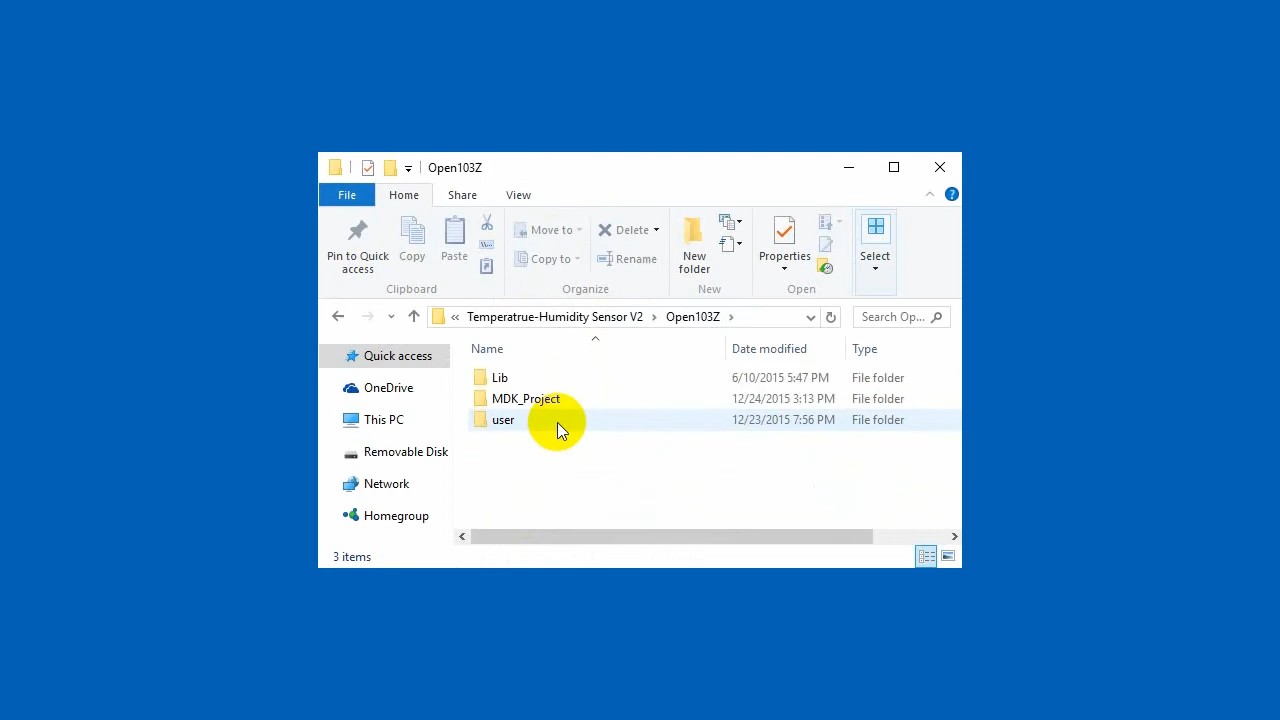 Open103Z
File Home Share View
Pin to Quick access
Copy
Paste
Clipboard
Move to
Copy to
Delete
Rename
Organize
New folder
New
Properties
Open
Select
« Temperatrue-Humidity Sensor V2 > Open103Z >
Search Op...
Quick access
OneDrive
This PC
Removable Disk
Network
Homegroup
Name Date modified Type
Lib 6/10/2015 5:47 PM File folder
MDK_Project 12/24/2015 3:13 PM File folder
user 12/23/2015 7:56 PM File folder
3 items